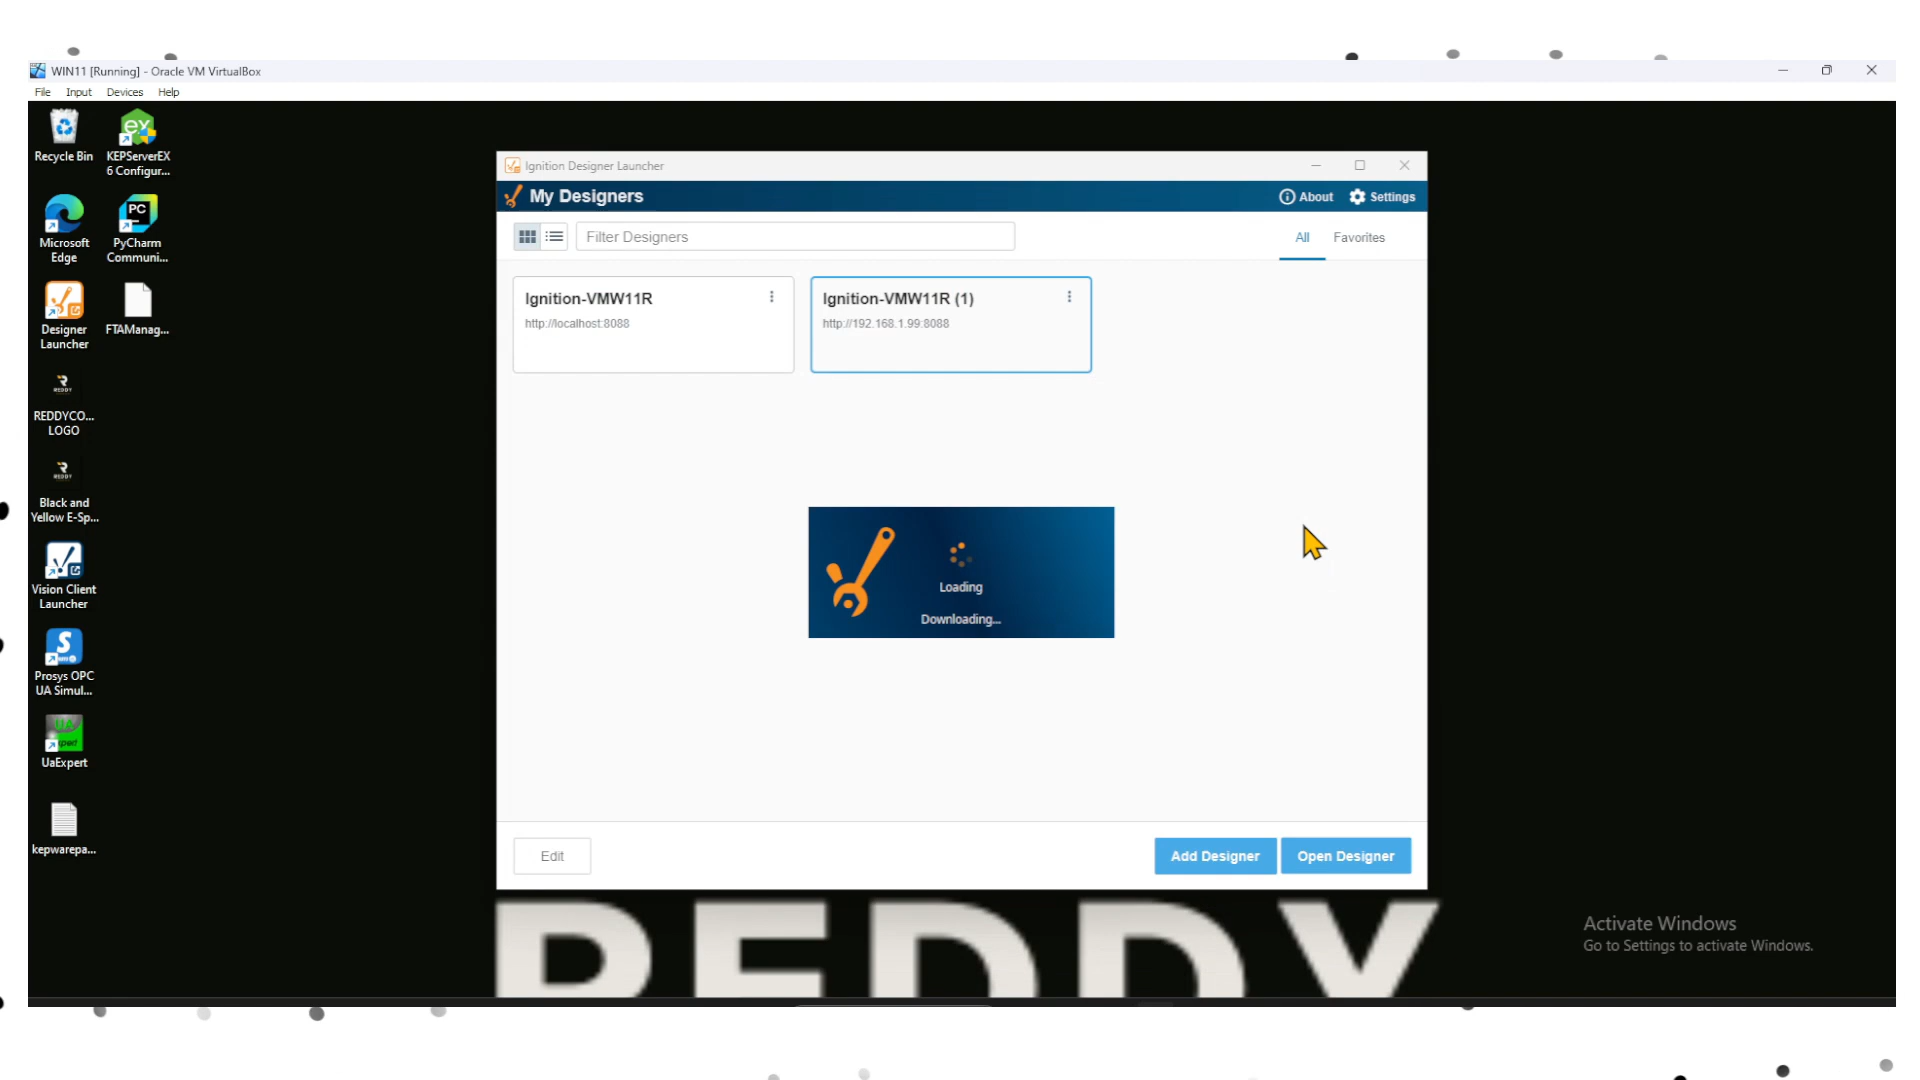 WIN11 [Running] - Oracle VM VirtualBox
File Input Devices Help
Recycle Bin
KEPServerEX
6 Configur...
Microsoft
Edge
PyCharm
Communi...
Designer
Launcher
FTAManag...
REDDY
REDDYCO...
LOGO
REDDY
Black and
Yellow E-Sp...
Vision Client
Launcher
Prosys OPC
UA Simul...
UaExpert
kepwarepa...
Ignition Designer Launcher
My Designers
About
Settings
Filter Designers
All
Favorites
Ignition-VMW11R
http://localhost:8088
Ignition-VMW11R (1)
http://192.168.1.99:8088
Loading
Downloading...
Edit
Add Designer
Open Designer
REDDY
Activate Windows
Go to Settings to activate Windows.